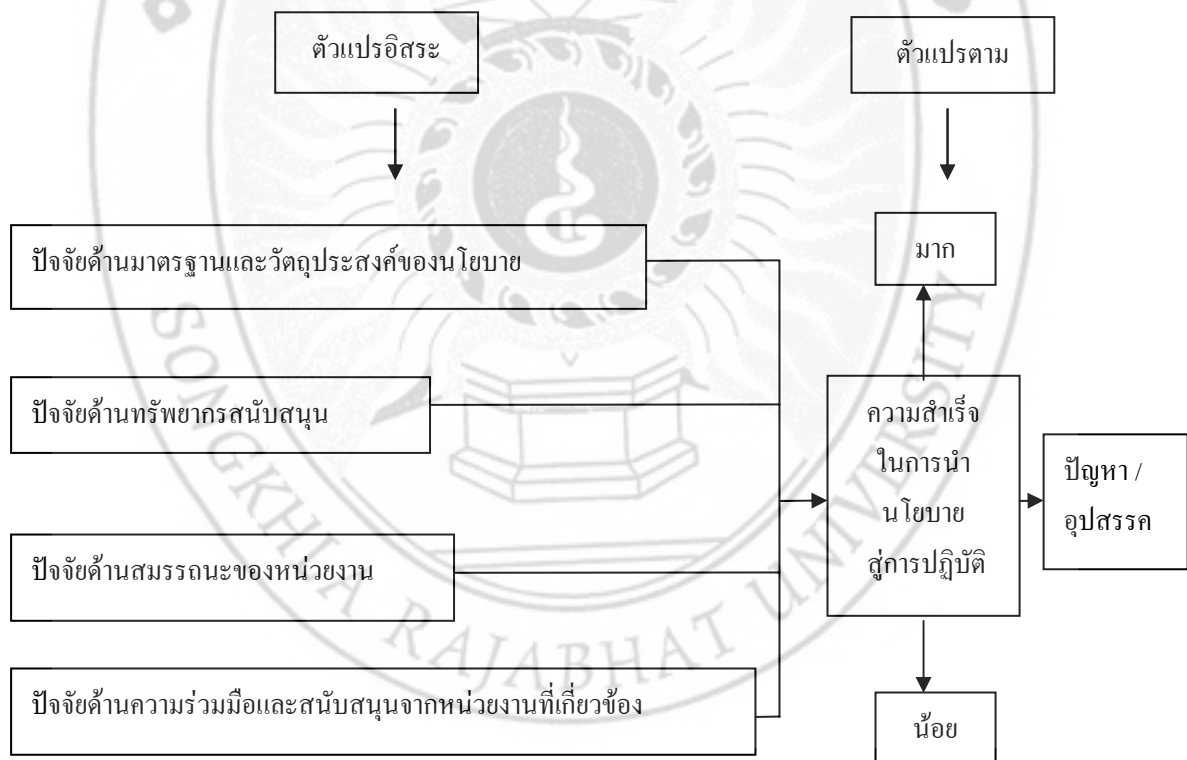 ตัวแปรอิสระ
ตัวแปรตาม
ปัจจัยด้านมาตรฐานและวัตถุประสงค์ของนโยบาย
มาก
ปัจจัยด้านทรัพยากรสนับสนุน
ความสำเร็จ
ในการนำ
นโยบาย
สู่การปฏิบัติ
ปัญหา /
อุปสรรค
ปัจจัยด้านสมรรถนะของหน่วยงาน
ปัจจัยด้านความร่วมมือและสนับสนุนจากหน่วยงานที่เกี่ยวข้อง
น้อย
SONGKHLA RAJABHAT UNIVERSITY